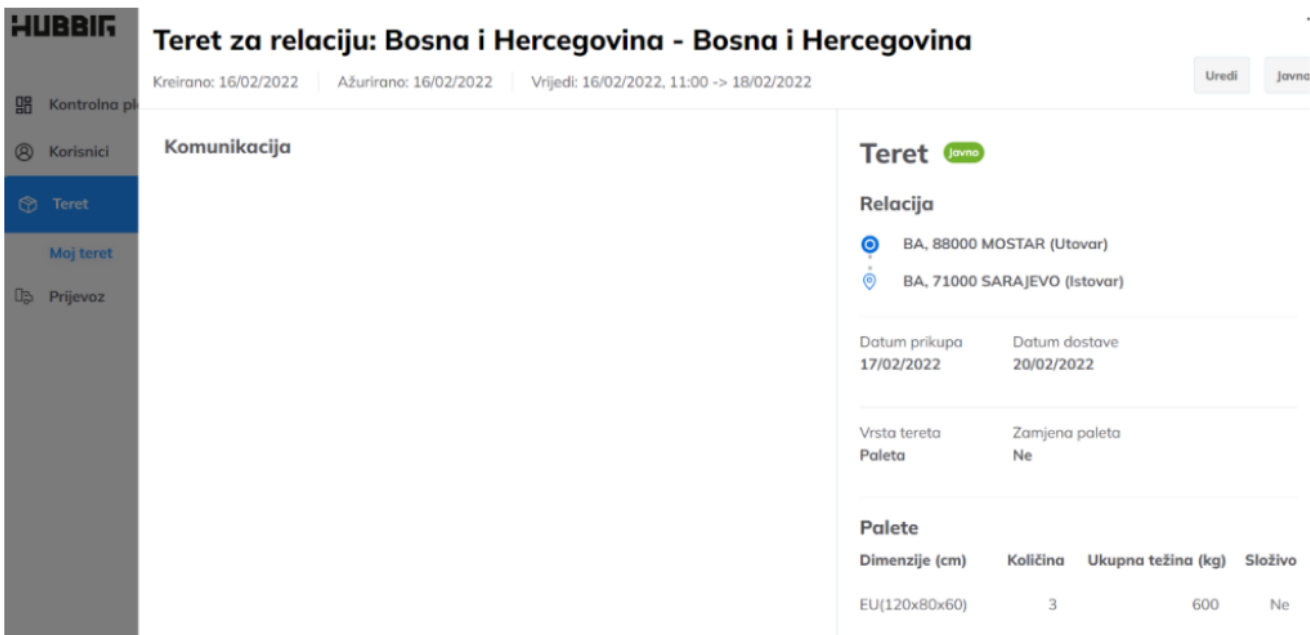 HUBBIG
Teret za relaciju: Bosna i Hercegovina - Bosna i Hercegovina
Kreirano: 16/02/2022 Ažurirano: 16/02/2022 Vrijedi: 16/02/2022, 11:00 -> 18/02/2022
Uredi
Javno
Kontrolna
Korisnici
Teret
Moj teret
Prijevoz
Komunikacija
Teret Javno
Relacija
BA, 88000 MOSTAR (Utovar)
BA, 71000 SARAJEVO (Istovar)
Datum prikupa Datum dostave
17/02/2022 20/02/2022
Vrsta tereta Zamjena paleta
Paleta Ne
Palete
Dimenzije (cm) Količina Ukupna težina (kg) Složivo
EU(120x80x60) 3 600 Ne